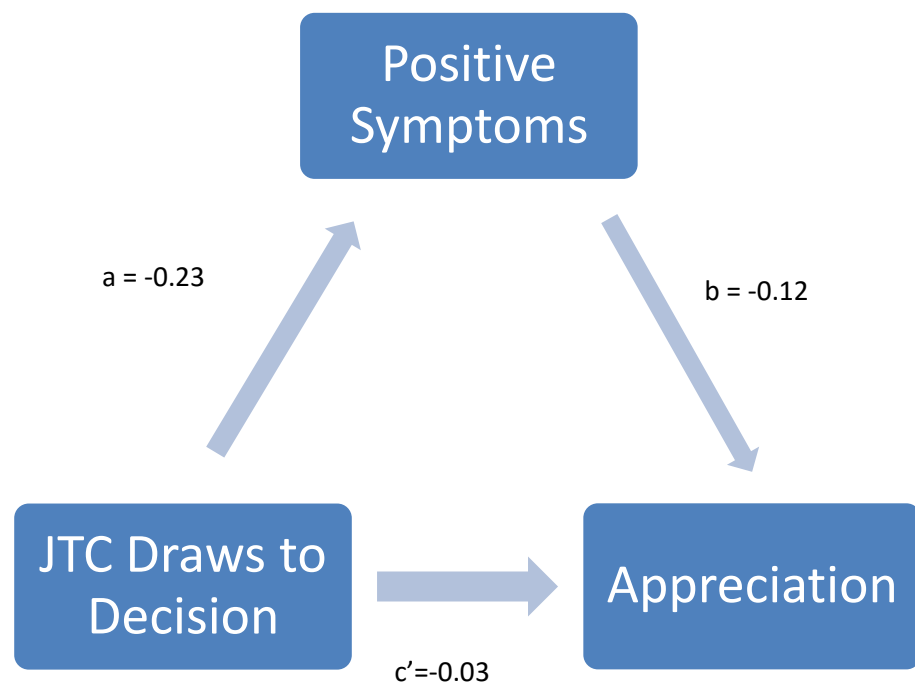 Positive
Symptoms
a = -0.23
b = -0.12
JTC Draws to
Decision
Appreciation
c’=-0.03